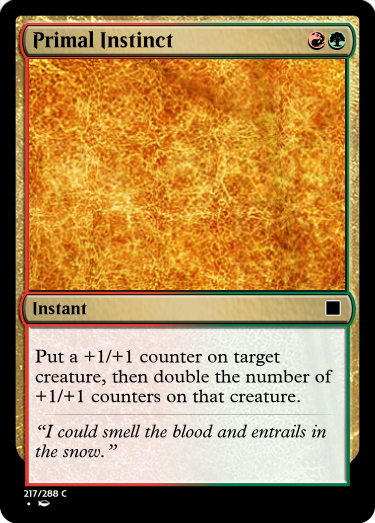 Primal Instinct
Instant
Put a +1/+1 counter on target
creature, then double the number of
+1/+1 counters on that creature.
“I could smell the blood and entrails in
the snow.”
217/288 C